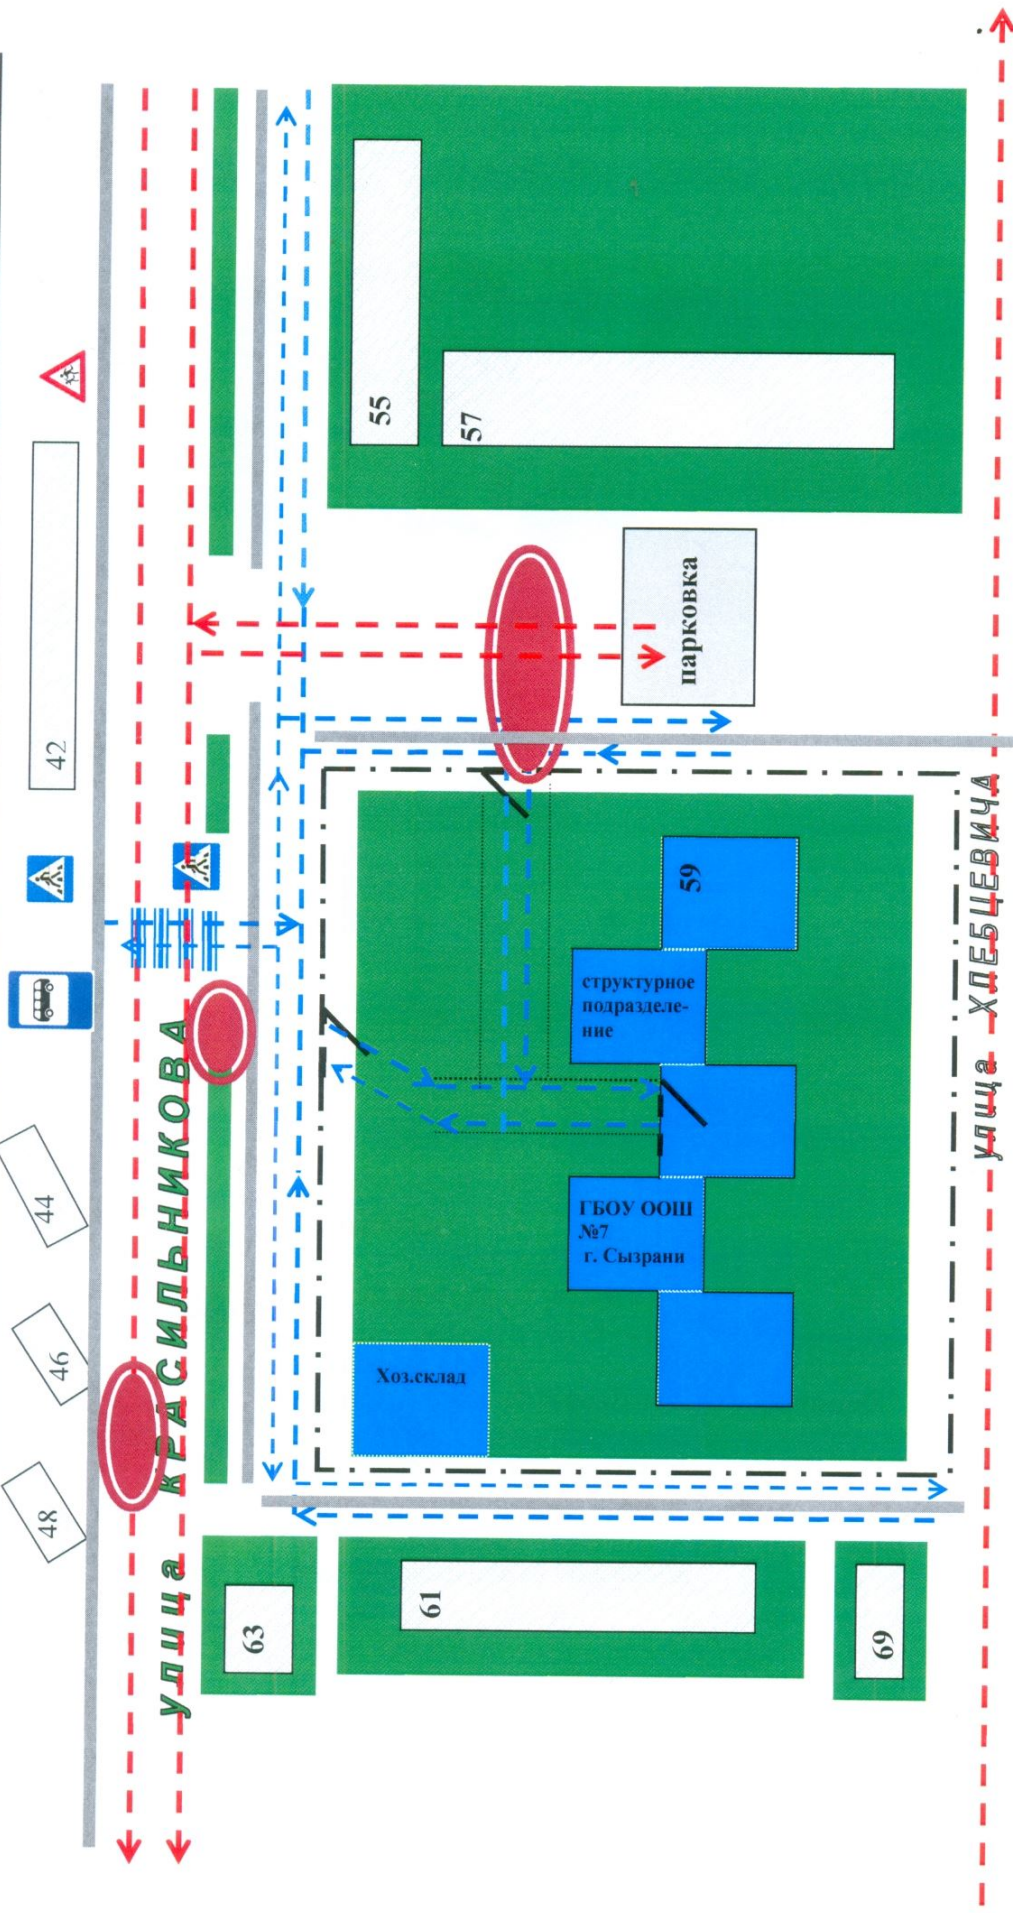 42
44
46
48
улица КРАСИЛЬНИКОВА
55
57
парковка
59
структурное
подразделе-
ние
ГБОУ ООШ
№7
г. Сызрани
Хоз.склад
63
61
69
улица ХЛЕБЦЕВИЧА